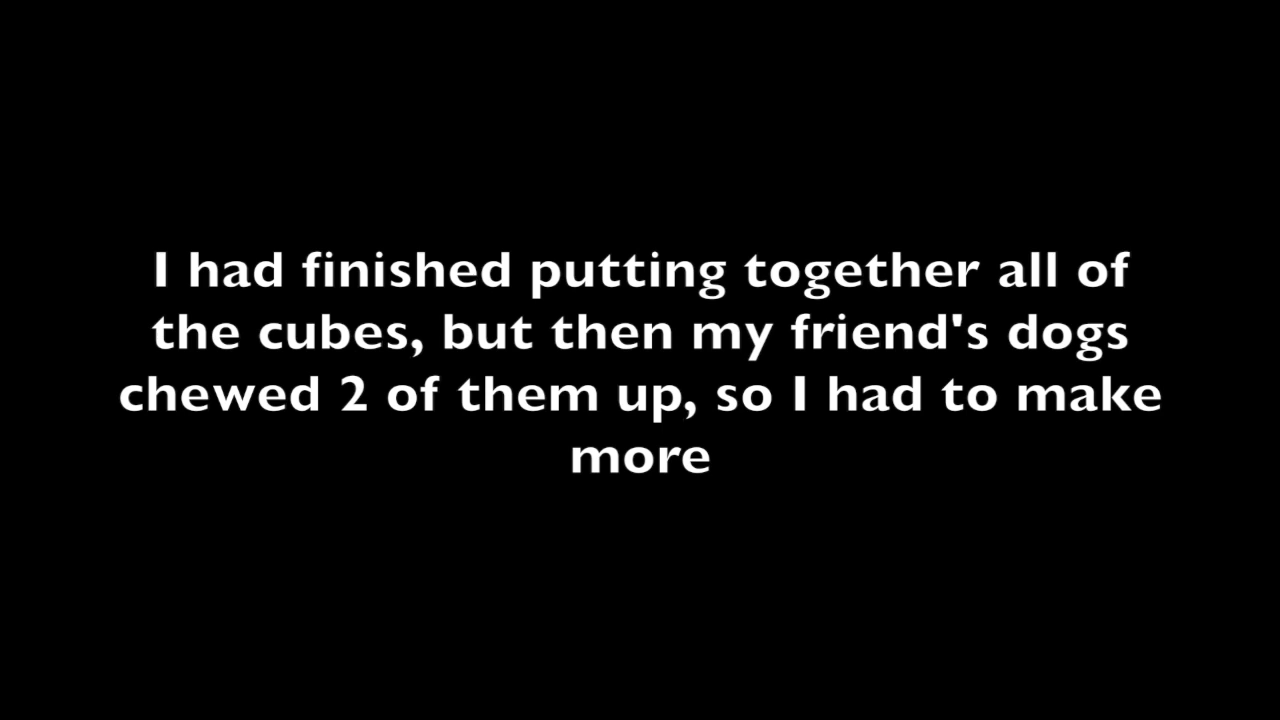 I had finished putting together all of
the cubes, but then my friend's dogs
chewed 2 of them up, so I had to make
more